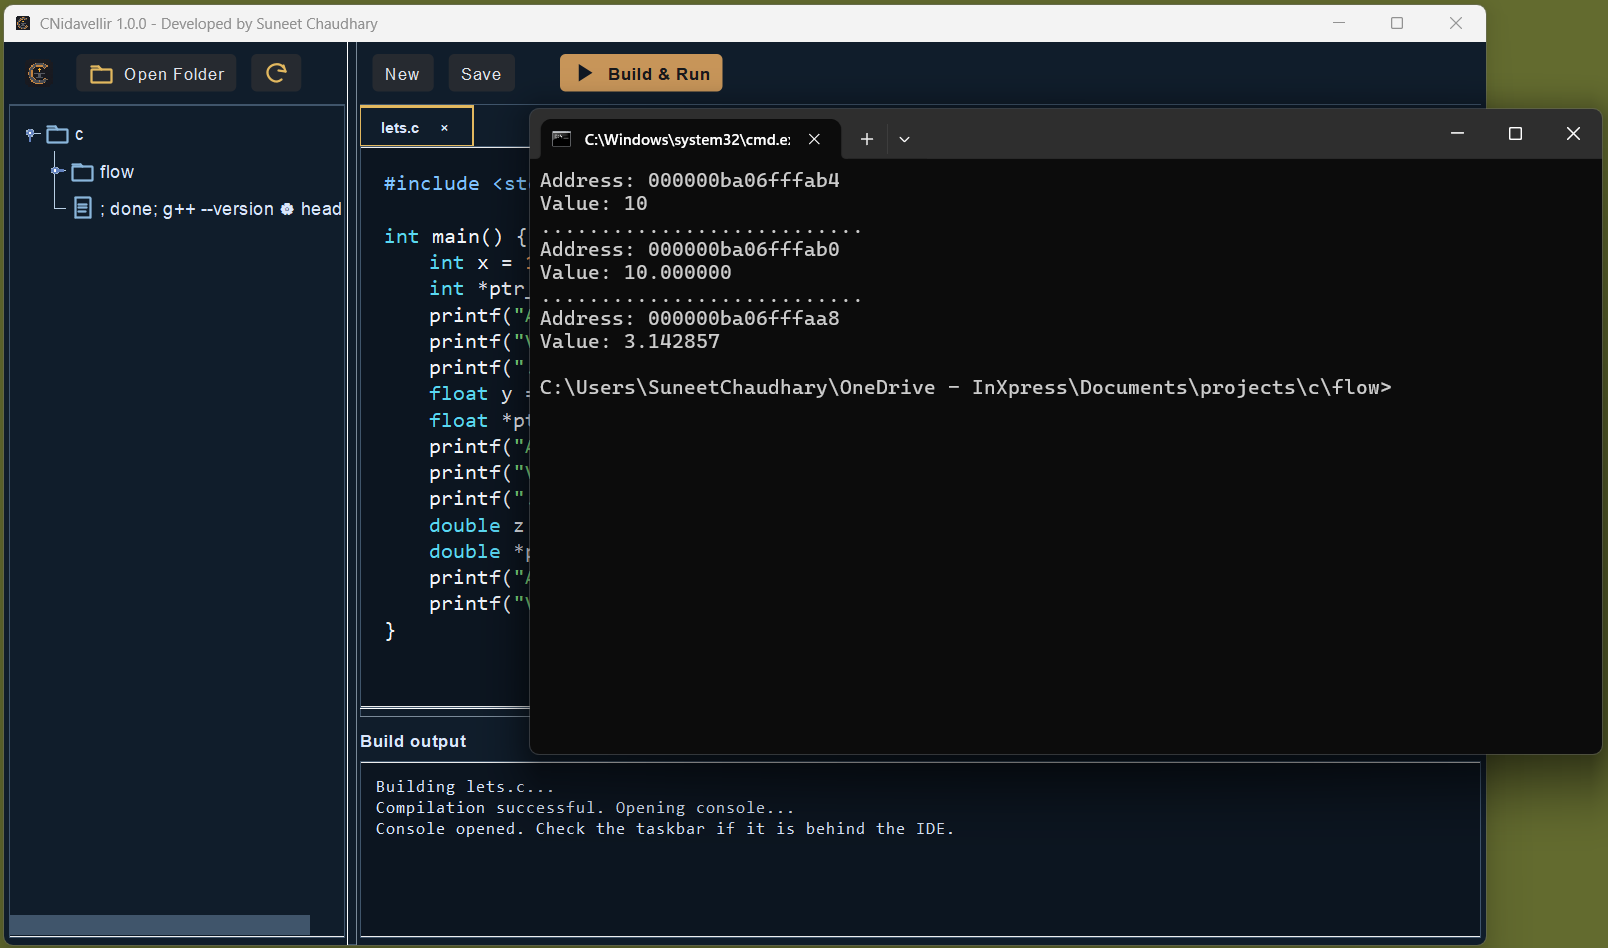 CNidavellir 1.0.0 - Developed by Suneet Chaudhary
Open Folder
New
Save
Build & Run
c
flow
; done; g++ --version ● head
lets.c ×
#include <st
int main() {
int x = 1
int *ptr_
printf("A
printf("V
printf(".
float y =
float *pt
printf("A
printf("V
printf("
double z
double *p
printf("A
printf("V
}
C:\Windows\system32\cmd.e
Address: 000000ba06fffab4
Value: 10
...........................
Address: 000000ba06fffab0
Value: 10.000000
...........................
Address: 000000ba06fffaa8
Value: 3.142857
C:\Users\SuneetChaudhary\OneDrive - InXpress\Documents\projects\c\flow>
Build output
Building lets.c...
Compilation successful. Opening console...
Console opened. Check the taskbar if it is behind the IDE.